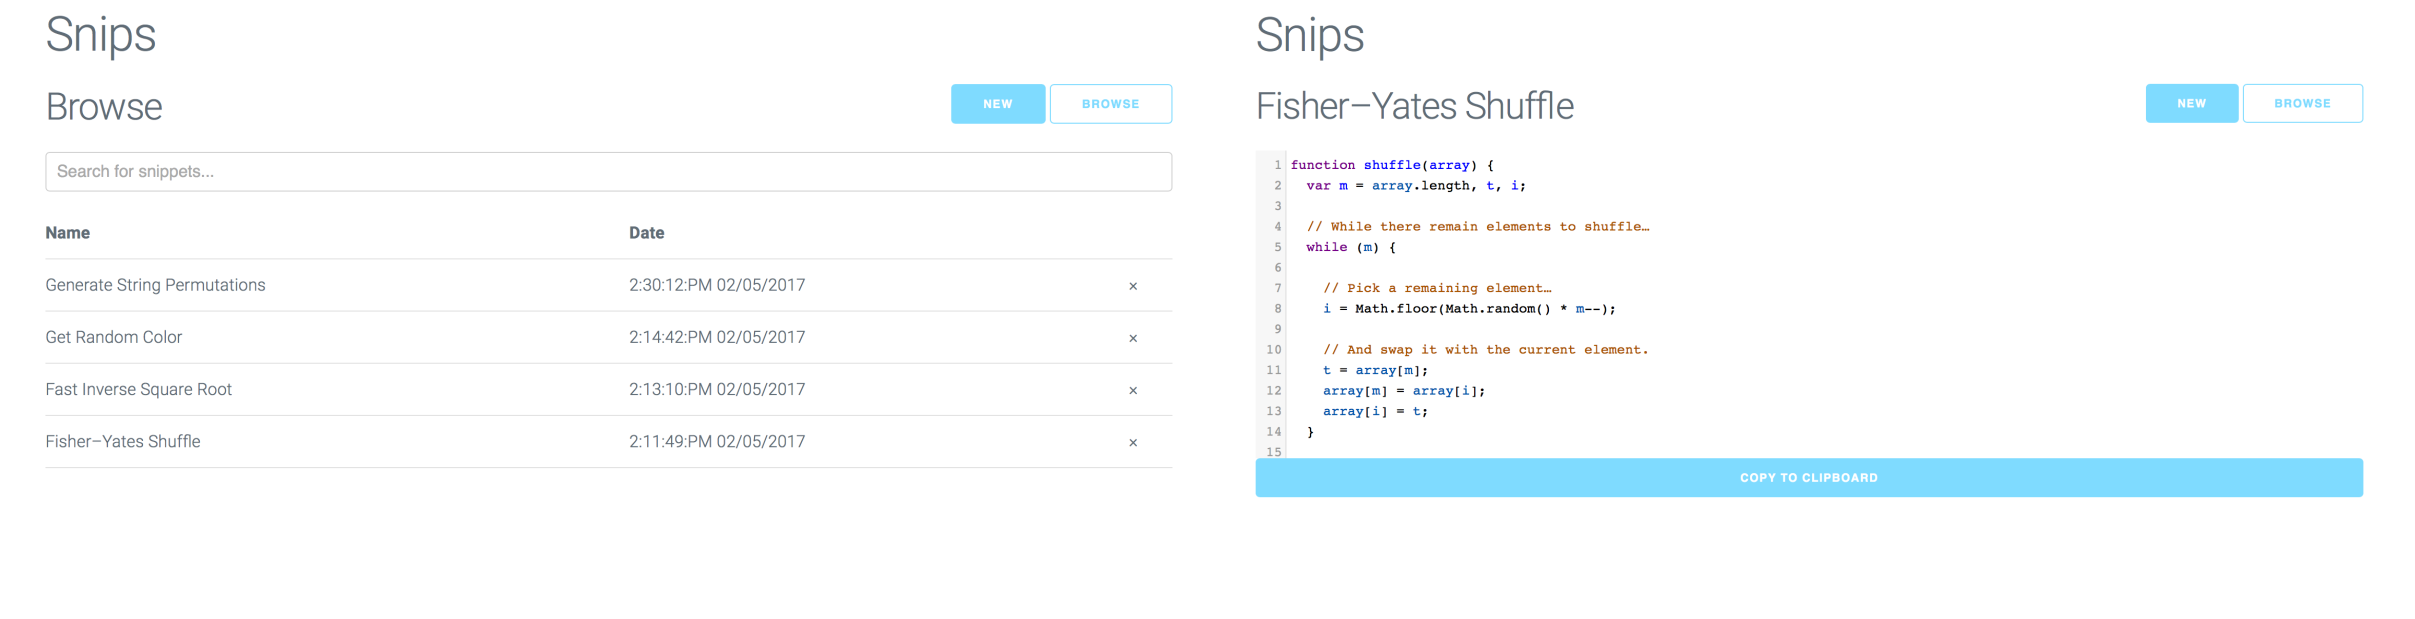 Snips
Browse
NEW BROWSE
Search for snippets...
Name Date
Generate String Permutations 2:30:12:PM 02/05/2017 ×
Get Random Color 2:14:42:PM 02/05/2017 ×
Fast Inverse Square Root 2:13:10:PM 02/05/2017 ×
Fisher–Yates Shuffle 2:11:49:PM 02/05/2017 ×
Snips
Fisher–Yates Shuffle
NEW BROWSE
1 function shuffle(array) {
2   var m = array.length, t, i;
3
4   // While there remain elements to shuffle…
5   while (m) {
6
7     // Pick a remaining element…
8     i = Math.floor(Math.random() * m--);
9
10     // And swap it with the current element.
11     t = array[m];
12     array[m] = array[i];
13     array[i] = t;
14   }
15
COPY TO CLIPBOARD